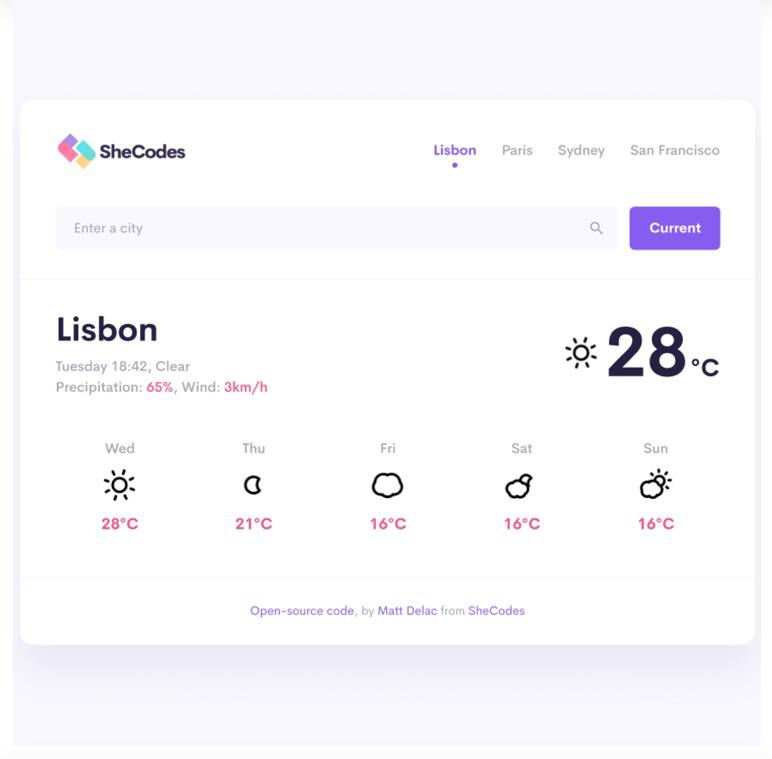 SheCodes
Lisbon Paris Sydney San Francisco
Enter a city
Current
Lisbon
28 °C
Tuesday 18:42, Clear
Precipitation: 65%, Wind: 3km/h
Wed Thu Fri Sat Sun
28°C 21°C 16°C 16°C 16°C
Open-source code, by Matt Delac from SheCodes